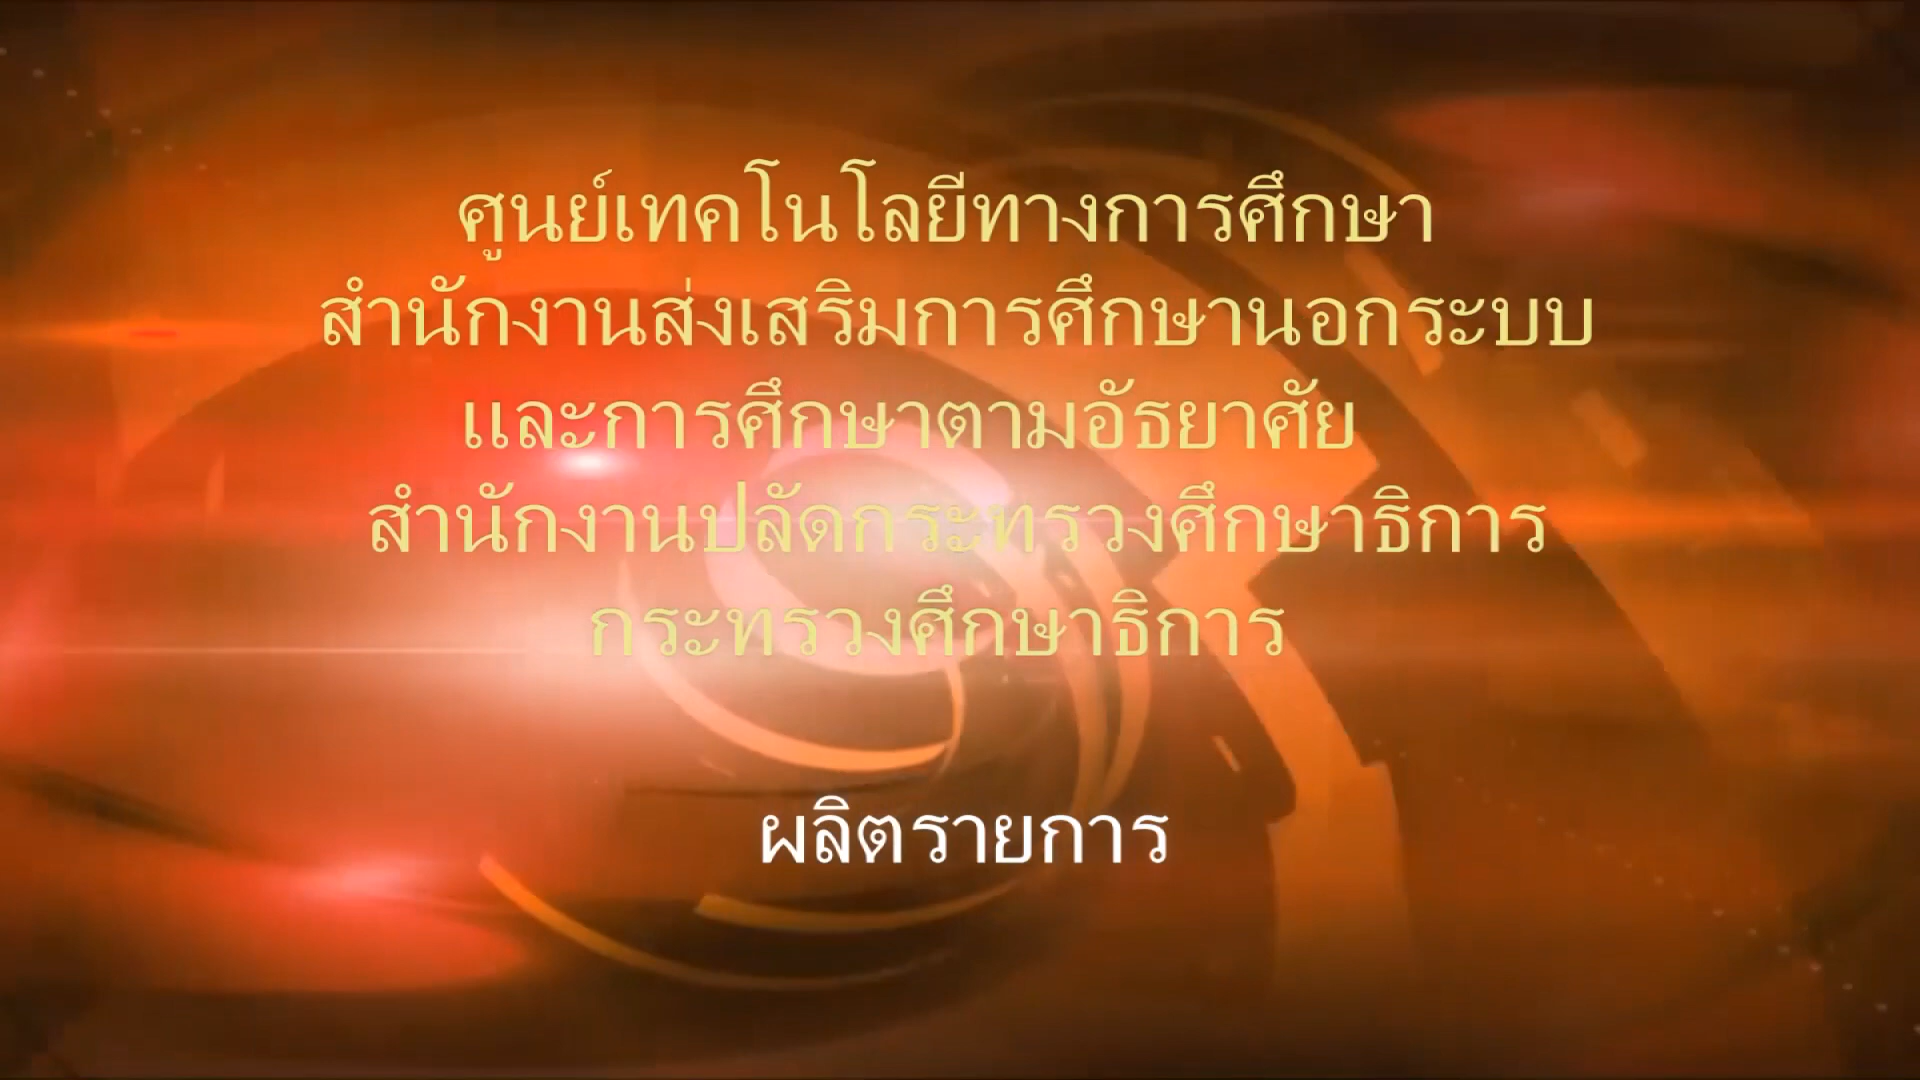 ศูนย์เทคโนโลยีทางการศึกษา
สำนักงานส่งเสริมการศึกษานอกระบบ
และการศึกษาตามอัธยาศัย
สำนักงานปลัดกระทรวงศึกษาธิการ
กระทรวงศึกษาธิการ
ผลิตรายการ